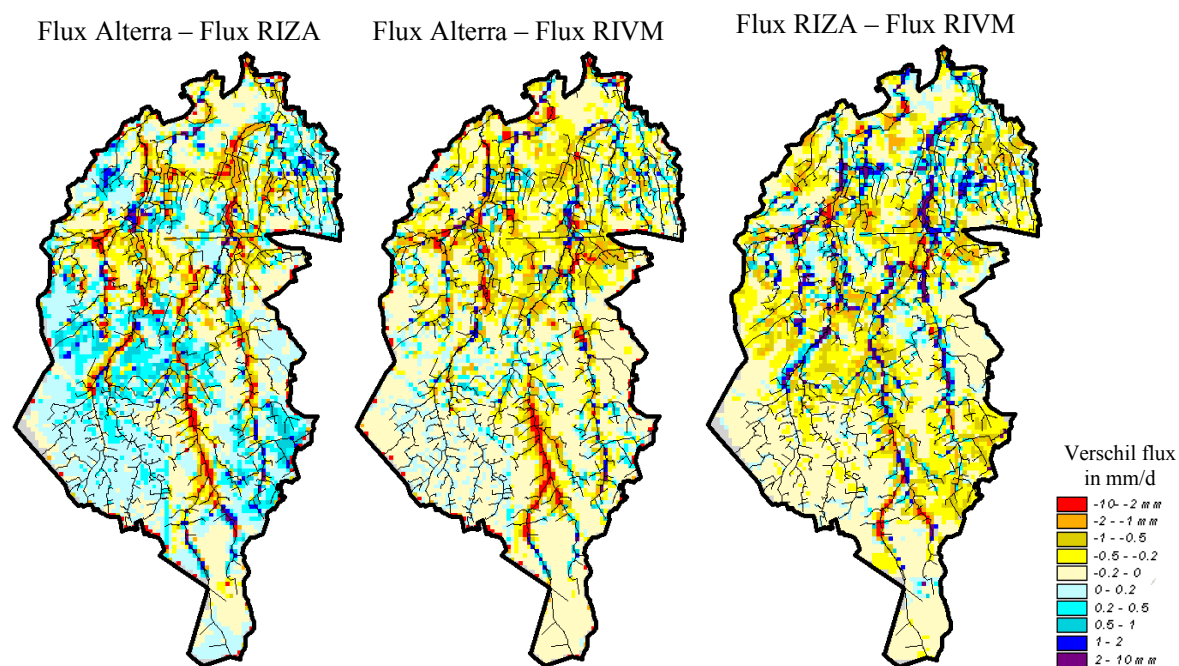 Flux Alterra – Flux RIZA
Flux Alterra – Flux RIVM
Flux RIZA – Flux RIVM
Verschil flux
in mm/d
-10--2 mm
-2 --1 mm
-1 --0.5
-0.5 --0.2
-0.2 - 0
0 - 0.2
0.2 - 0.5
0.5 - 1
1 - 2
2 - 10 mm